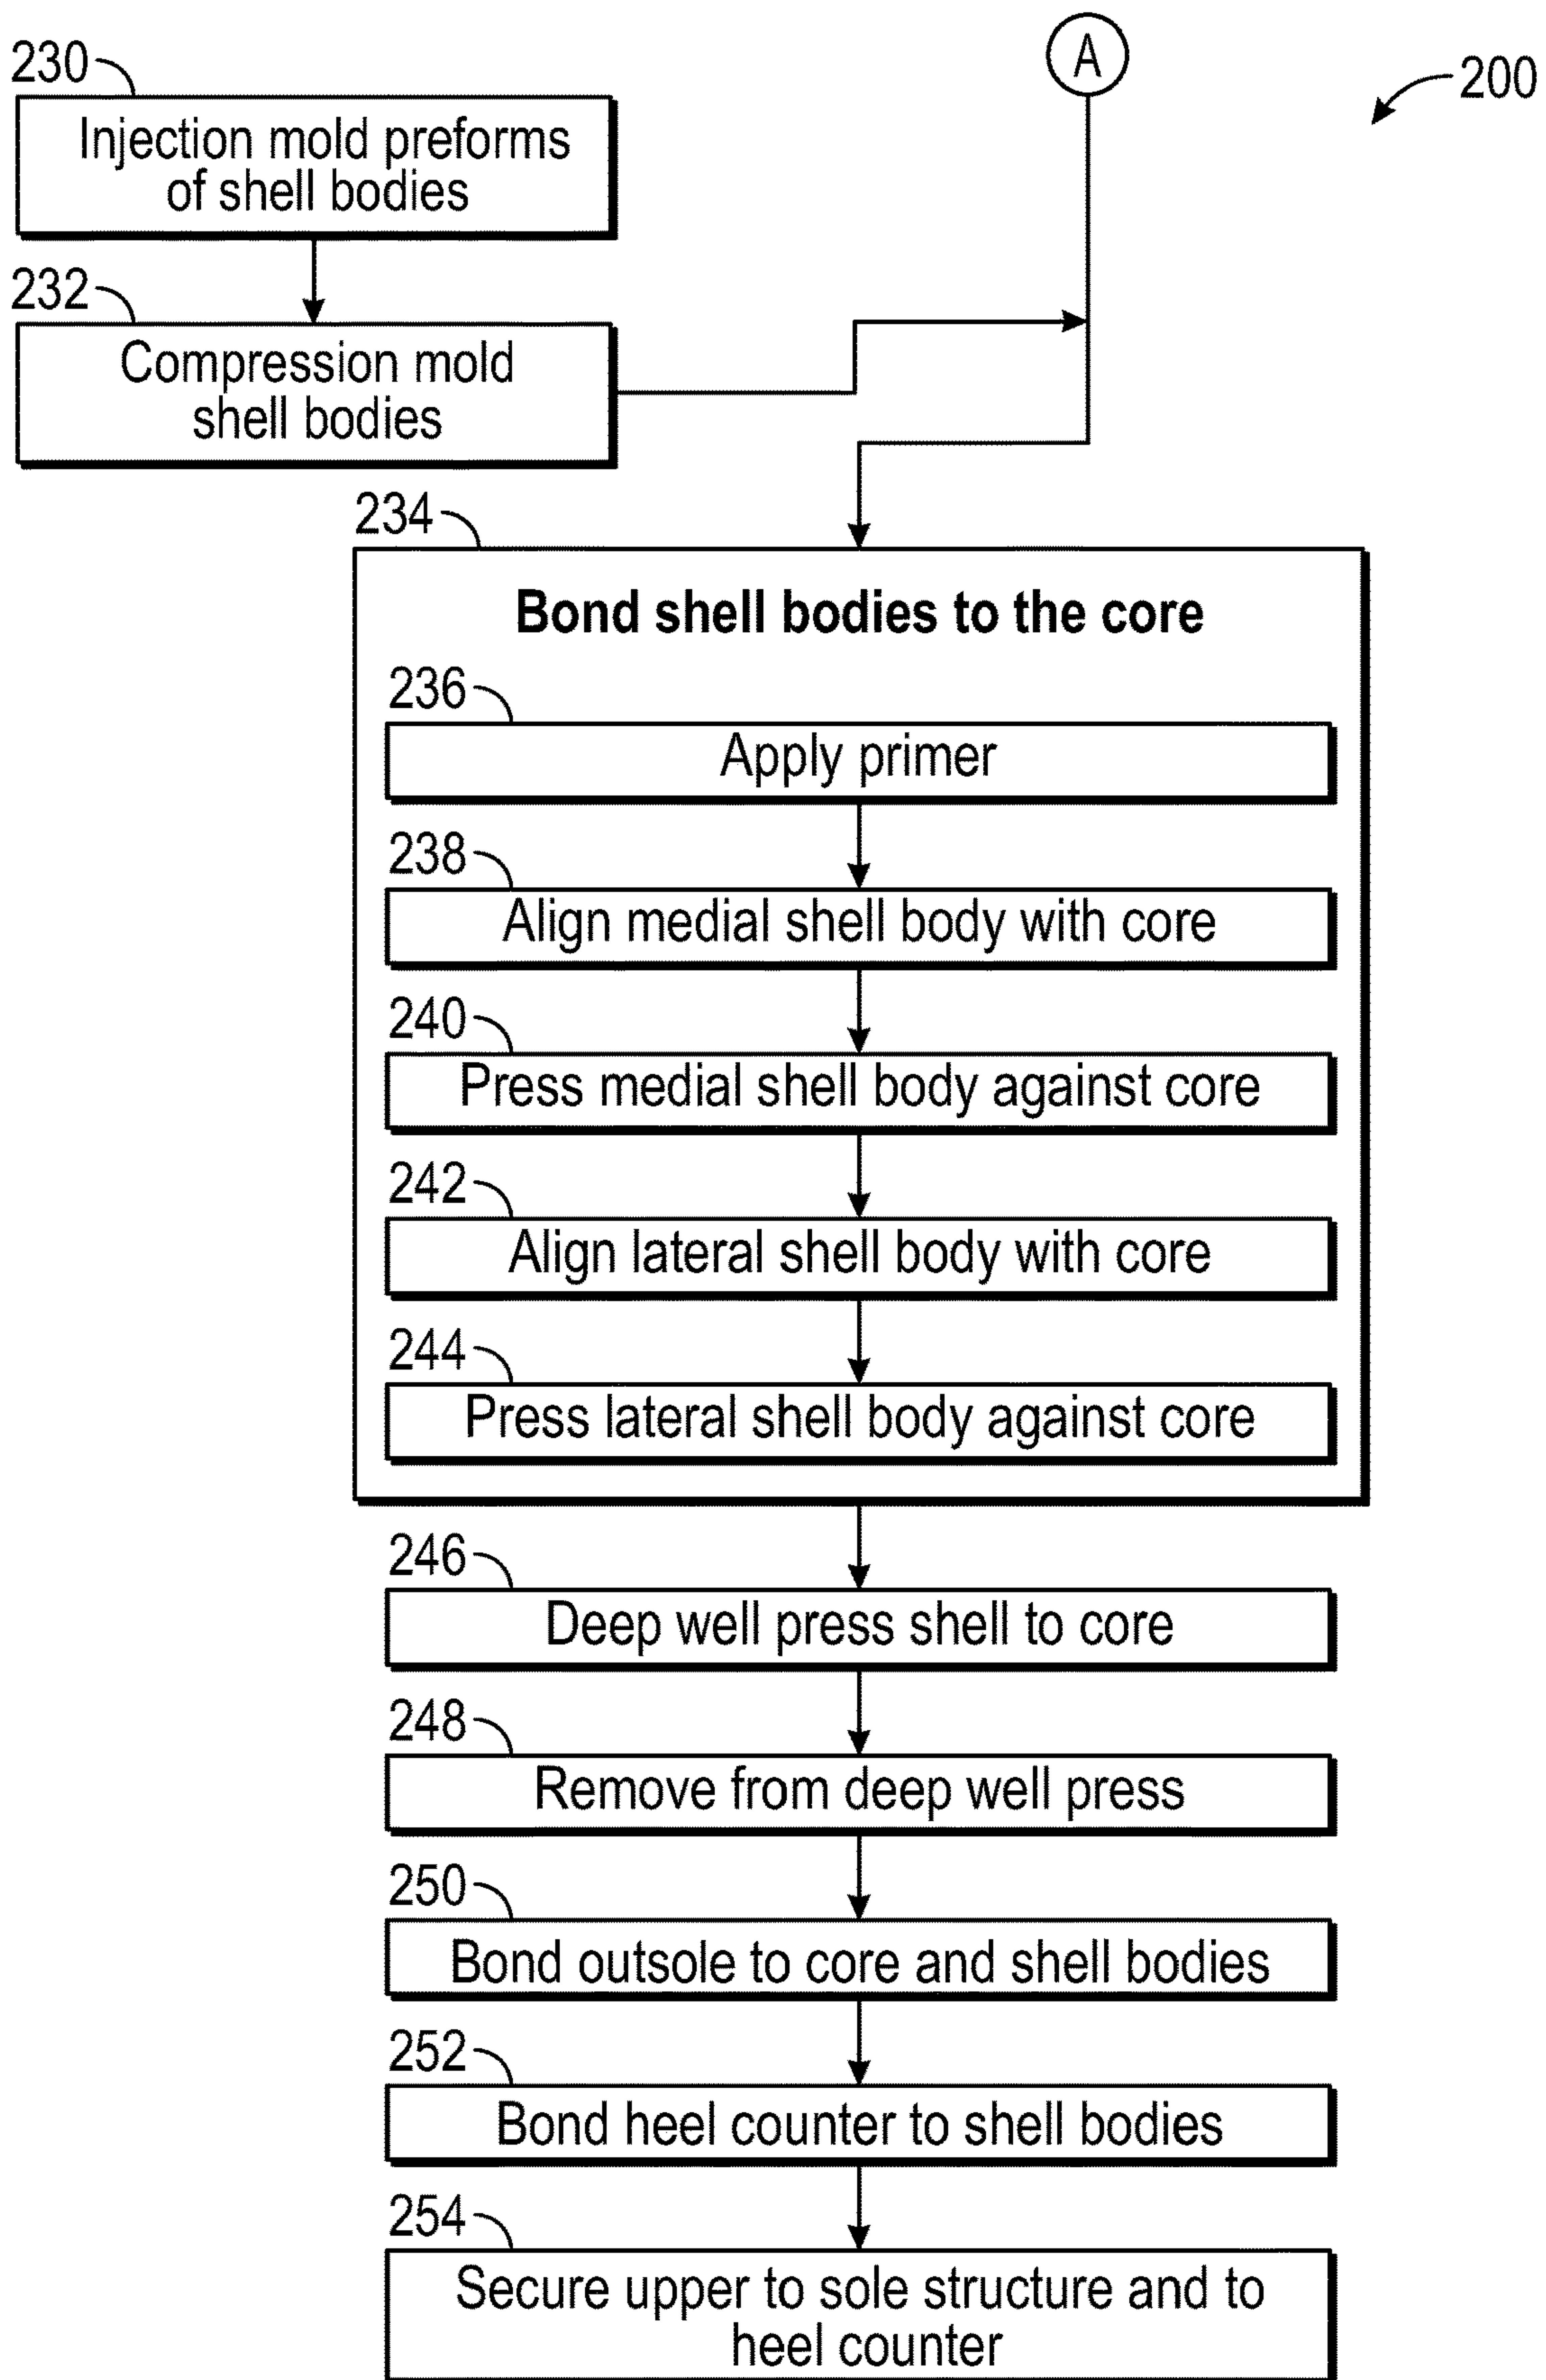 A
200
230
Injection mold preforms
of shell bodies
232
Compression mold
shell bodies
234
Bond shell bodies to the core
236
Apply primer
238
Align medial shell body with core
240
Press medial shell body against core
242
Align lateral shell body with core
244
Press lateral shell body against core
246
Deep well press shell to core
248
Remove from deep well press
250
Bond outsole to core and shell bodies
252
Bond heel counter to shell bodies
254
Secure upper to sole structure and to
heel counter